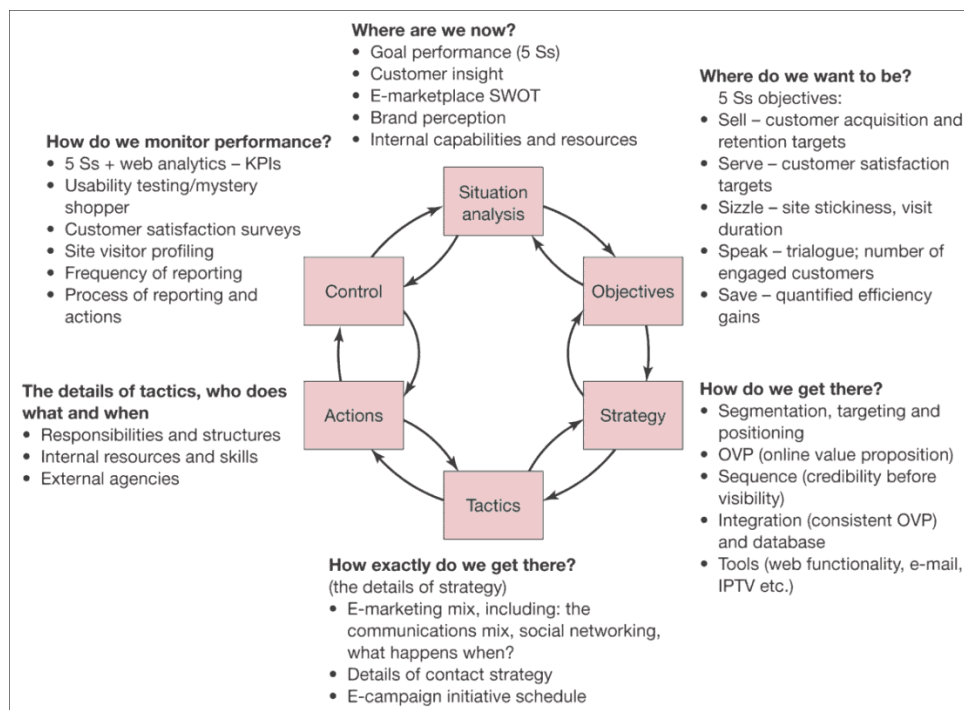 Where are we now?
• Goal performance (5 Ss)
• Customer insight
• E-marketplace SWOT
• Brand perception
• Internal capabilities and resources
Where do we want to be?
5 Ss objectives:
• Sell – customer acquisition and
retention targets
• Serve – customer satisfaction
targets
• Sizzle – site stickiness, visit
duration
• Speak – trialogue; number of
engaged customers
• Save – quantified efficiency
gains
How do we monitor performance?
• 5 Ss + web analytics – KPIs
• Usability testing/mystery
shopper
• Customer satisfaction surveys
• Site visitor profiling
• Frequency of reporting
• Process of reporting and
actions
Situation
analysis
Control
Objectives
Actions
Strategy
Tactics
The details of tactics, who does
what and when
• Responsibilities and structures
• Internal resources and skills
• External agencies
How do we get there?
• Segmentation, targeting and
positioning
• OVP (online value proposition)
• Sequence (credibility before
visibility)
• Integration (consistent OVP)
and database
• Tools (web functionality, e-mail,
IPTV etc.)
How exactly do we get there?
(the details of strategy)
• E-marketing mix, including: the
communications mix, social networking,
what happens when?
• Details of contact strategy
• E-campaign initiative schedule